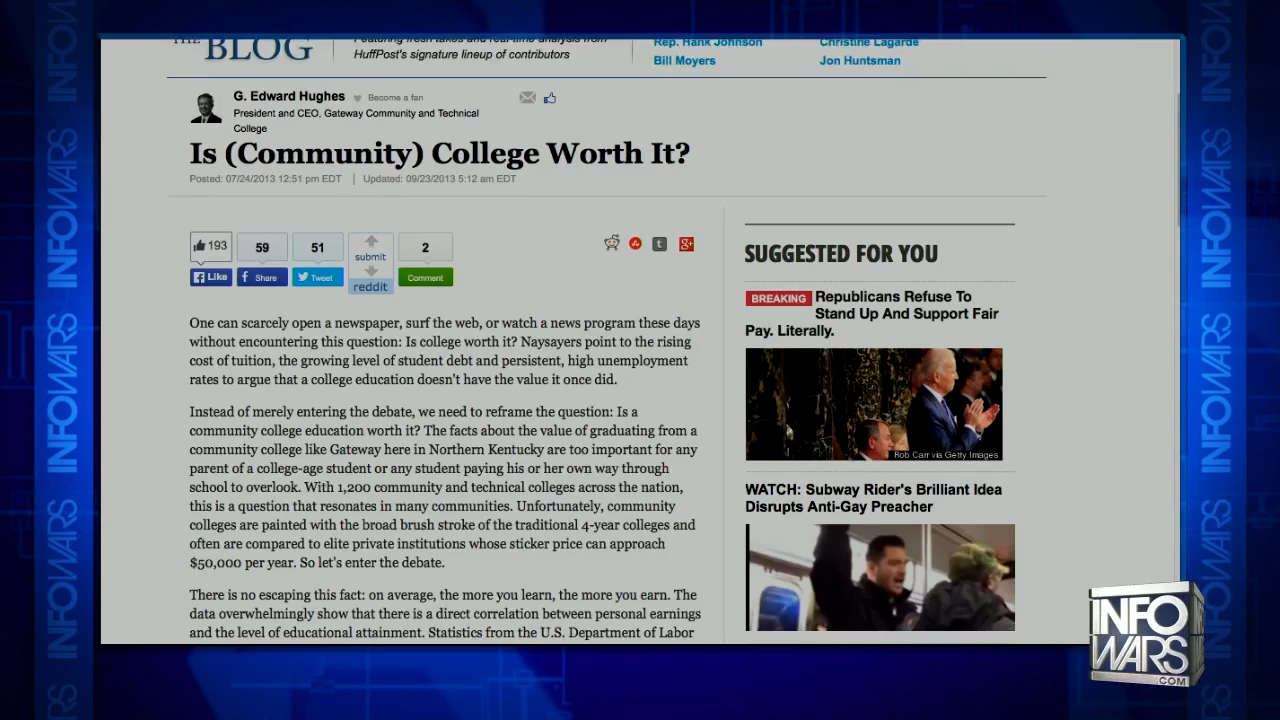 THE
BLOG
Featuring fresh takes and real-time analysis from
HuffPost's signature lineup of contributors
Rep. Hank Johnson
Christine Lagarde
Bill Moyers
Jon Huntsman
G. Edward Hughes
Become a fan
President and CEO, Gateway Community and Technical
College
Is (Community) College Worth It?
Posted: 07/24/2013 12:51 pm EDT | Updated: 09/23/2013 5:12 am EDT
193
59
51
submit
2
Like
Share
Tweet
reddit
Comment
One can scarcely open a newspaper, surf the web, or watch a news program these days
without encountering this question: Is college worth it? Naysayers point to the rising
cost of tuition, the growing level of student debt and persistent, high unemployment
rates to argue that a college education doesn't have the value it once did.
Instead of merely entering the debate, we need to reframe the question: Is a
community college education worth it? The facts about the value of graduating from a
community college like Gateway here in Northern Kentucky are too important for any
parent of a college-age student or any student paying his or her own way through
school to overlook. With 1,200 community and technical colleges across the nation,
this is a question that resonates in many communities. Unfortunately, community
colleges are painted with the broad brush stroke of the traditional 4-year colleges and
often are compared to elite private institutions whose sticker price can approach
$50,000 per year. So let's enter the debate.
There is no escaping this fact: on average, the more you learn, the more you earn. The
data overwhelmingly show that there is a direct correlation between personal earnings
and the level of educational attainment. Statistics from the U.S. Department of Labor
SUGGESTED FOR YOU
BREAKING Republicans Refuse To
Stand Up And Support Fair
Pay. Literally.
Rob Carr via Getty Images
WATCH: Subway Rider's Brilliant Idea
Disrupts Anti-Gay Preacher
INFOWARS
INFOWARS
INFOWARS
INFOWARS
INFOWARS
INFOWARS
INFOWARS
INFOWARS
INFO
WARS
.COM